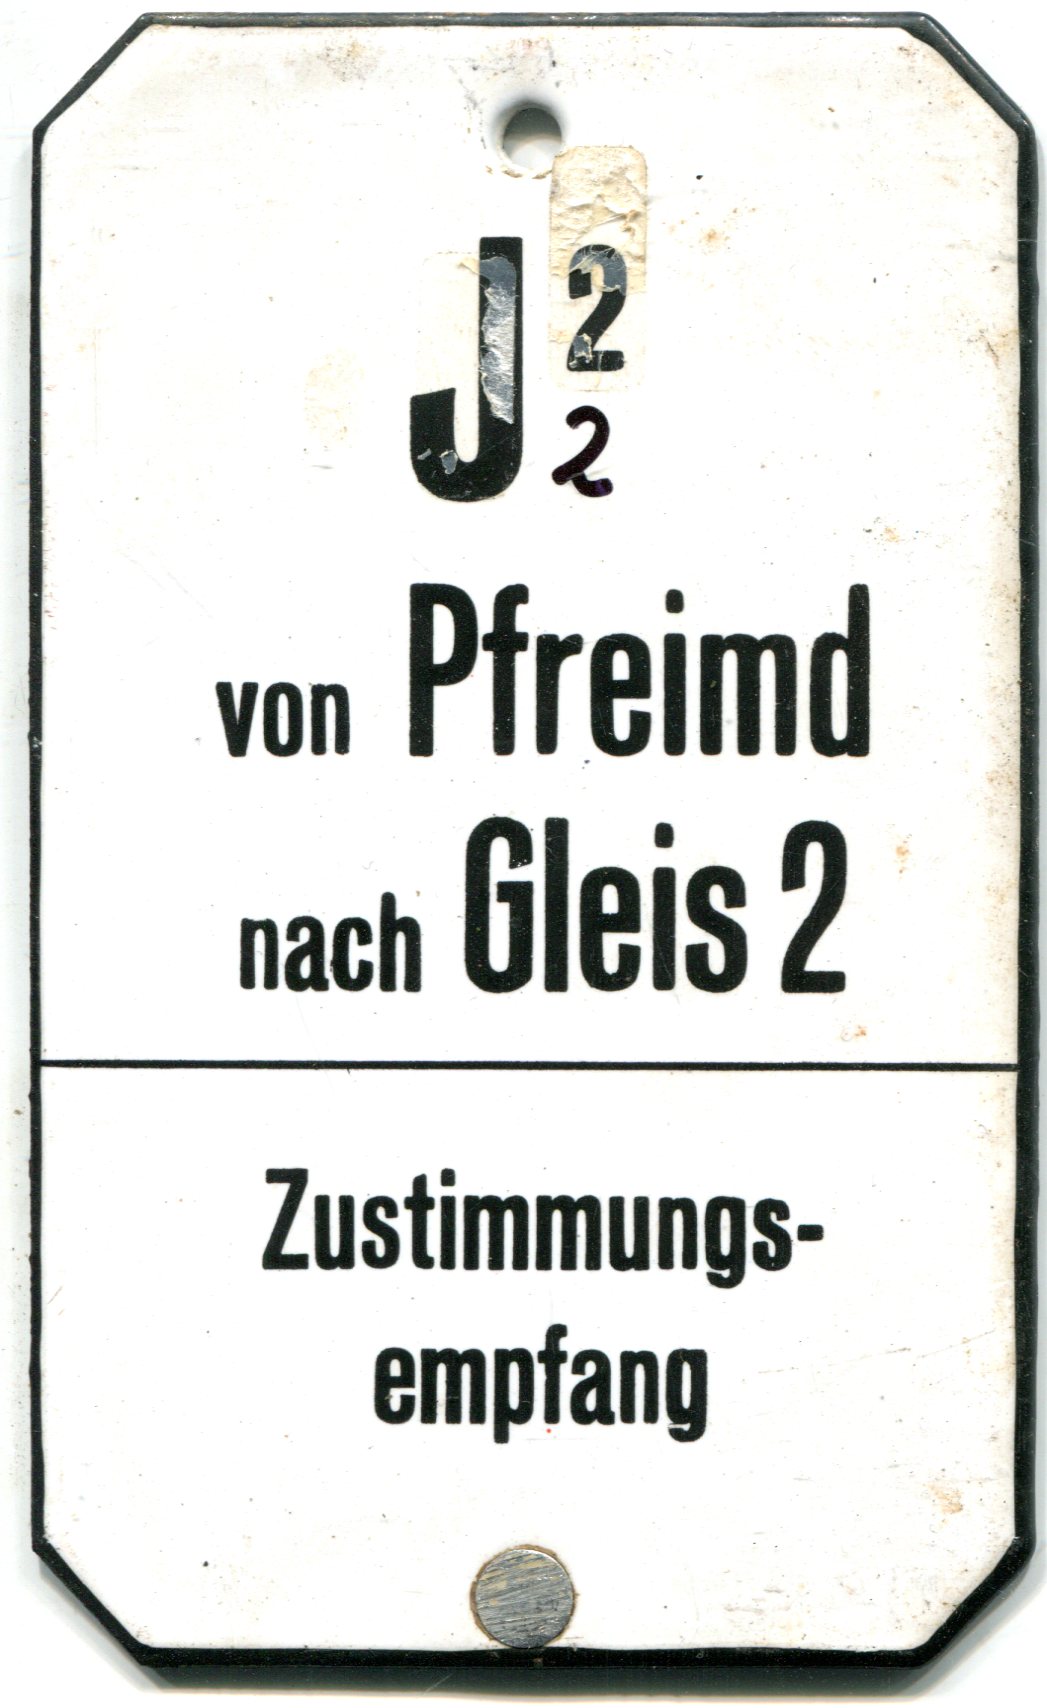 J 2
2
von Pfreimd
nach Gleis 2
Zustimmungs-
empfang